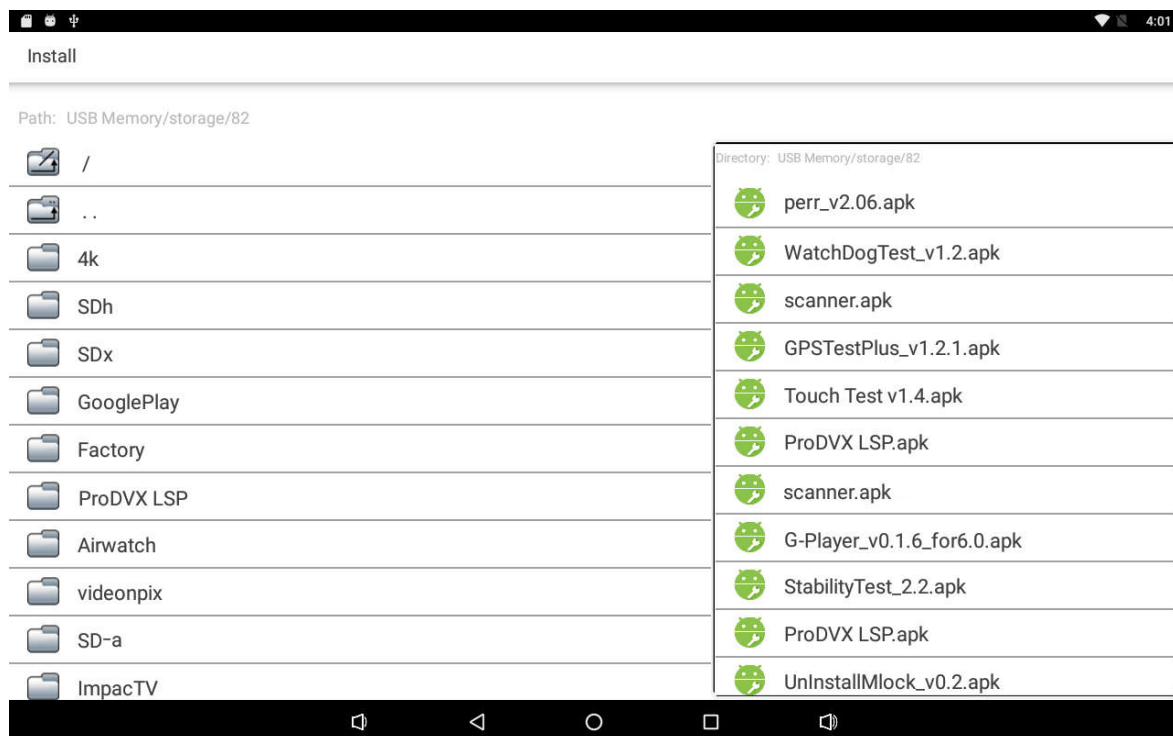 4:01
Install
Path: USB Memory/storage/82
/
..
4k
SDh
SDx
GooglePlay
Factory
ProDVX LSP
Airwatch
videonpix
SD-a
ImpacTV
Directory: USB Memory/storage/82
perr_v2.06.apk
WatchDogTest_v1.2.apk
scanner.apk
GPSTestPlus_v1.2.1.apk
Touch Test v1.4.apk
ProDVX LSP.apk
scanner.apk
G-Player_v0.1.6_for6.0.apk
StabilityTest_2.2.apk
ProDVX LSP.apk
UnInstallMlock_v0.2.apk